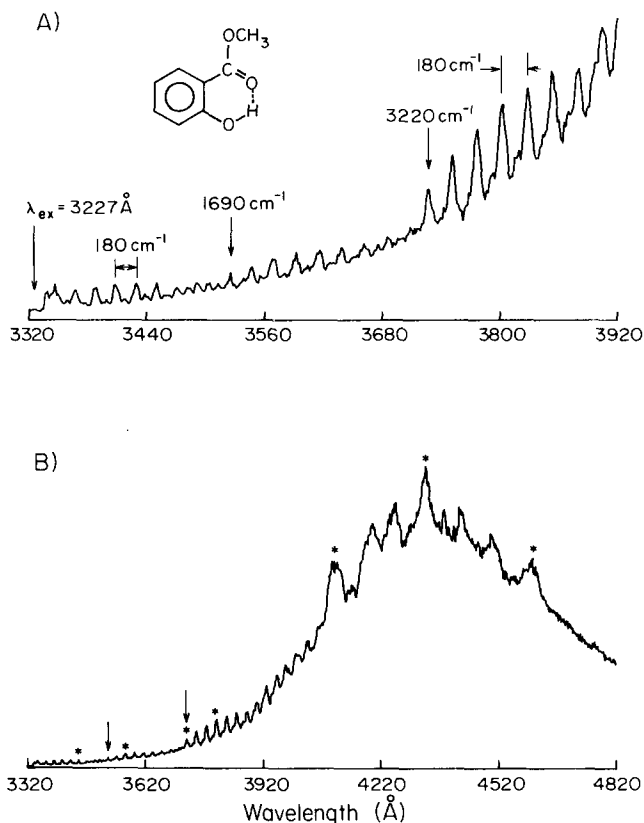 A)
OCH3
C
O
O
H
180 cm⁻¹
3220 cm⁻¹
1690 cm⁻¹
λex = 3227Å
180 cm⁻¹
3320 3440 3560 3680 3800 3920
B)
* * * * * * *
3320 3620 3920 4220 4520 4820
Wavelength (Å)